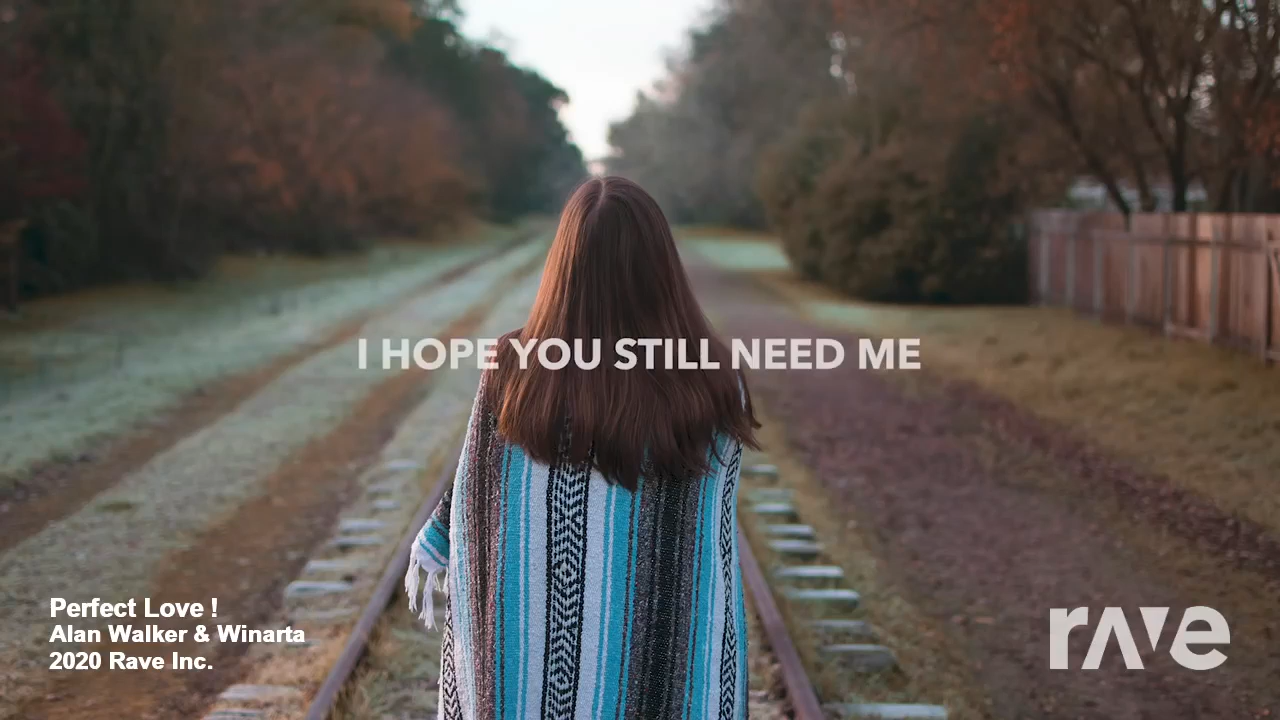 I HOPE YOU STILL NEED ME
Perfect Love !
Alan Walker & Winarta
2020 Rave Inc.
rave